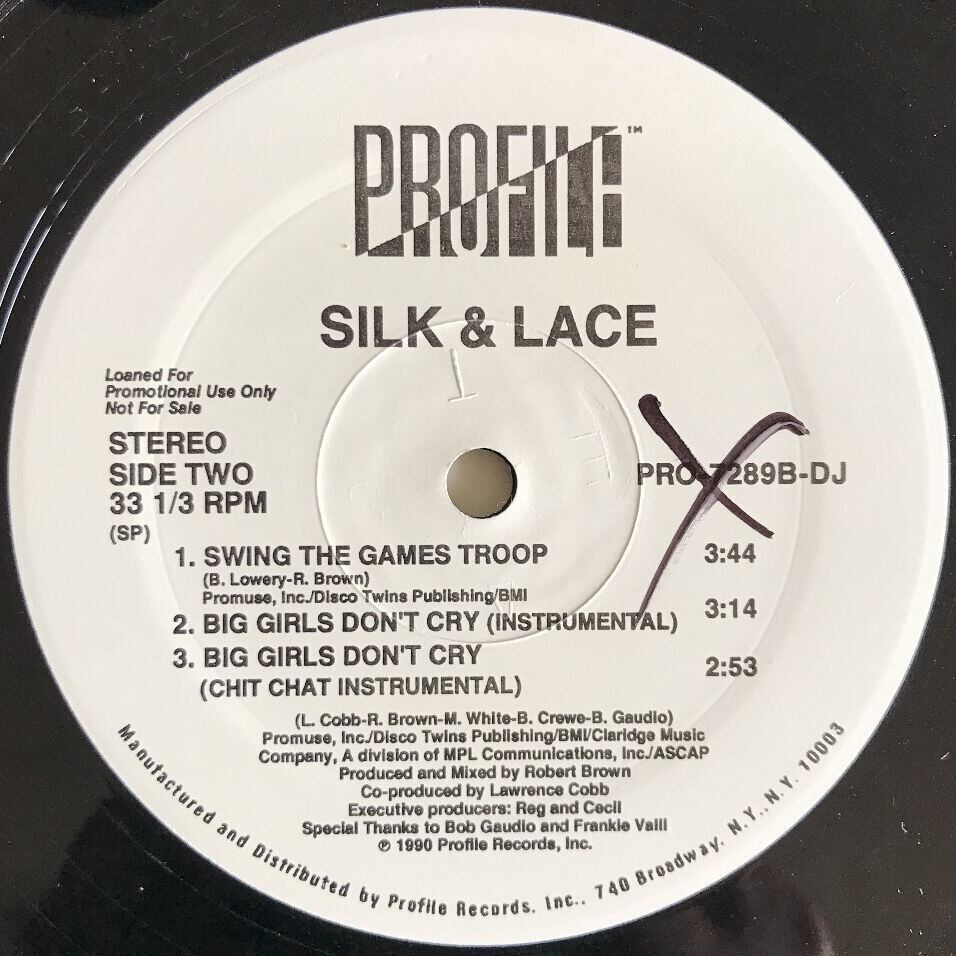 PROFILE™
SILK & LACE
Loaned For
Promotional Use Only
Not For Sale
STEREO
SIDE TWO
33 1/3 RPM
(SP)
PRO-7289B-DJ
1. SWING THE GAMES TROOP 3:44
(B. Lowery-R. Brown)
Promuse, Inc./Disco Twins Publishing/BMI
2. BIG GIRLS DON'T CRY (INSTRUMENTAL) 3:14
3. BIG GIRLS DON'T CRY
(CHIT CHAT INSTRUMENTAL) 2:53
(L. Cobb-R. Brown-M. White-B. Crewe-B. Gaudio)
Promuse, Inc./Disco Twins Publishing/BMI/Claridge Music
Company, A division of MPL Communications, Inc./ASCAP
Produced and Mixed by Robert Brown
Co-produced by Lawrence Cobb
Executive producers: Reg and Cecil
Special Thanks to Bob Gaudio and Frankie Valli
℗ 1990 Profile Records, Inc.
Manufactured and Distributed by Profile Records, Inc., 740 Broadway, N.Y., N.Y. 10003